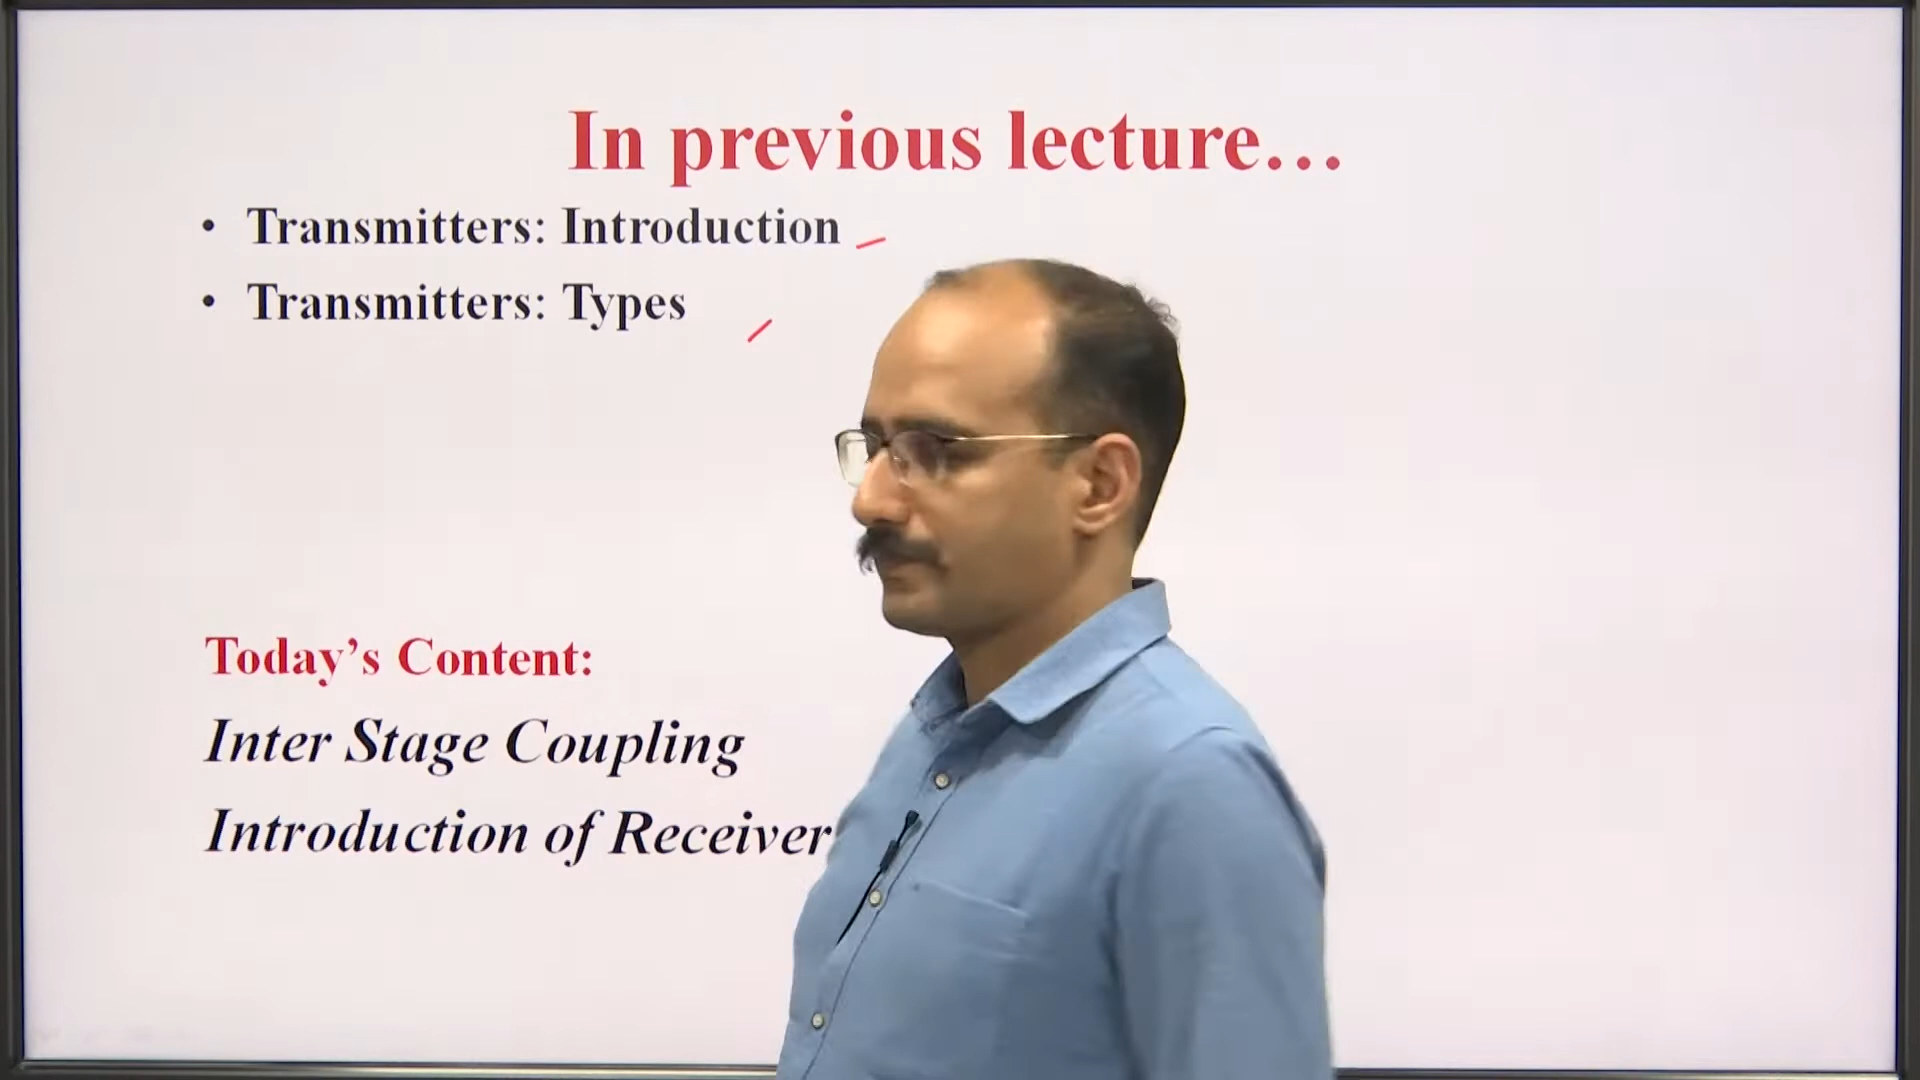 In previous lecture…
• Transmitters: Introduction
• Transmitters: Types
Today’s Content:
Inter Stage Coupling
Introduction of Receiver